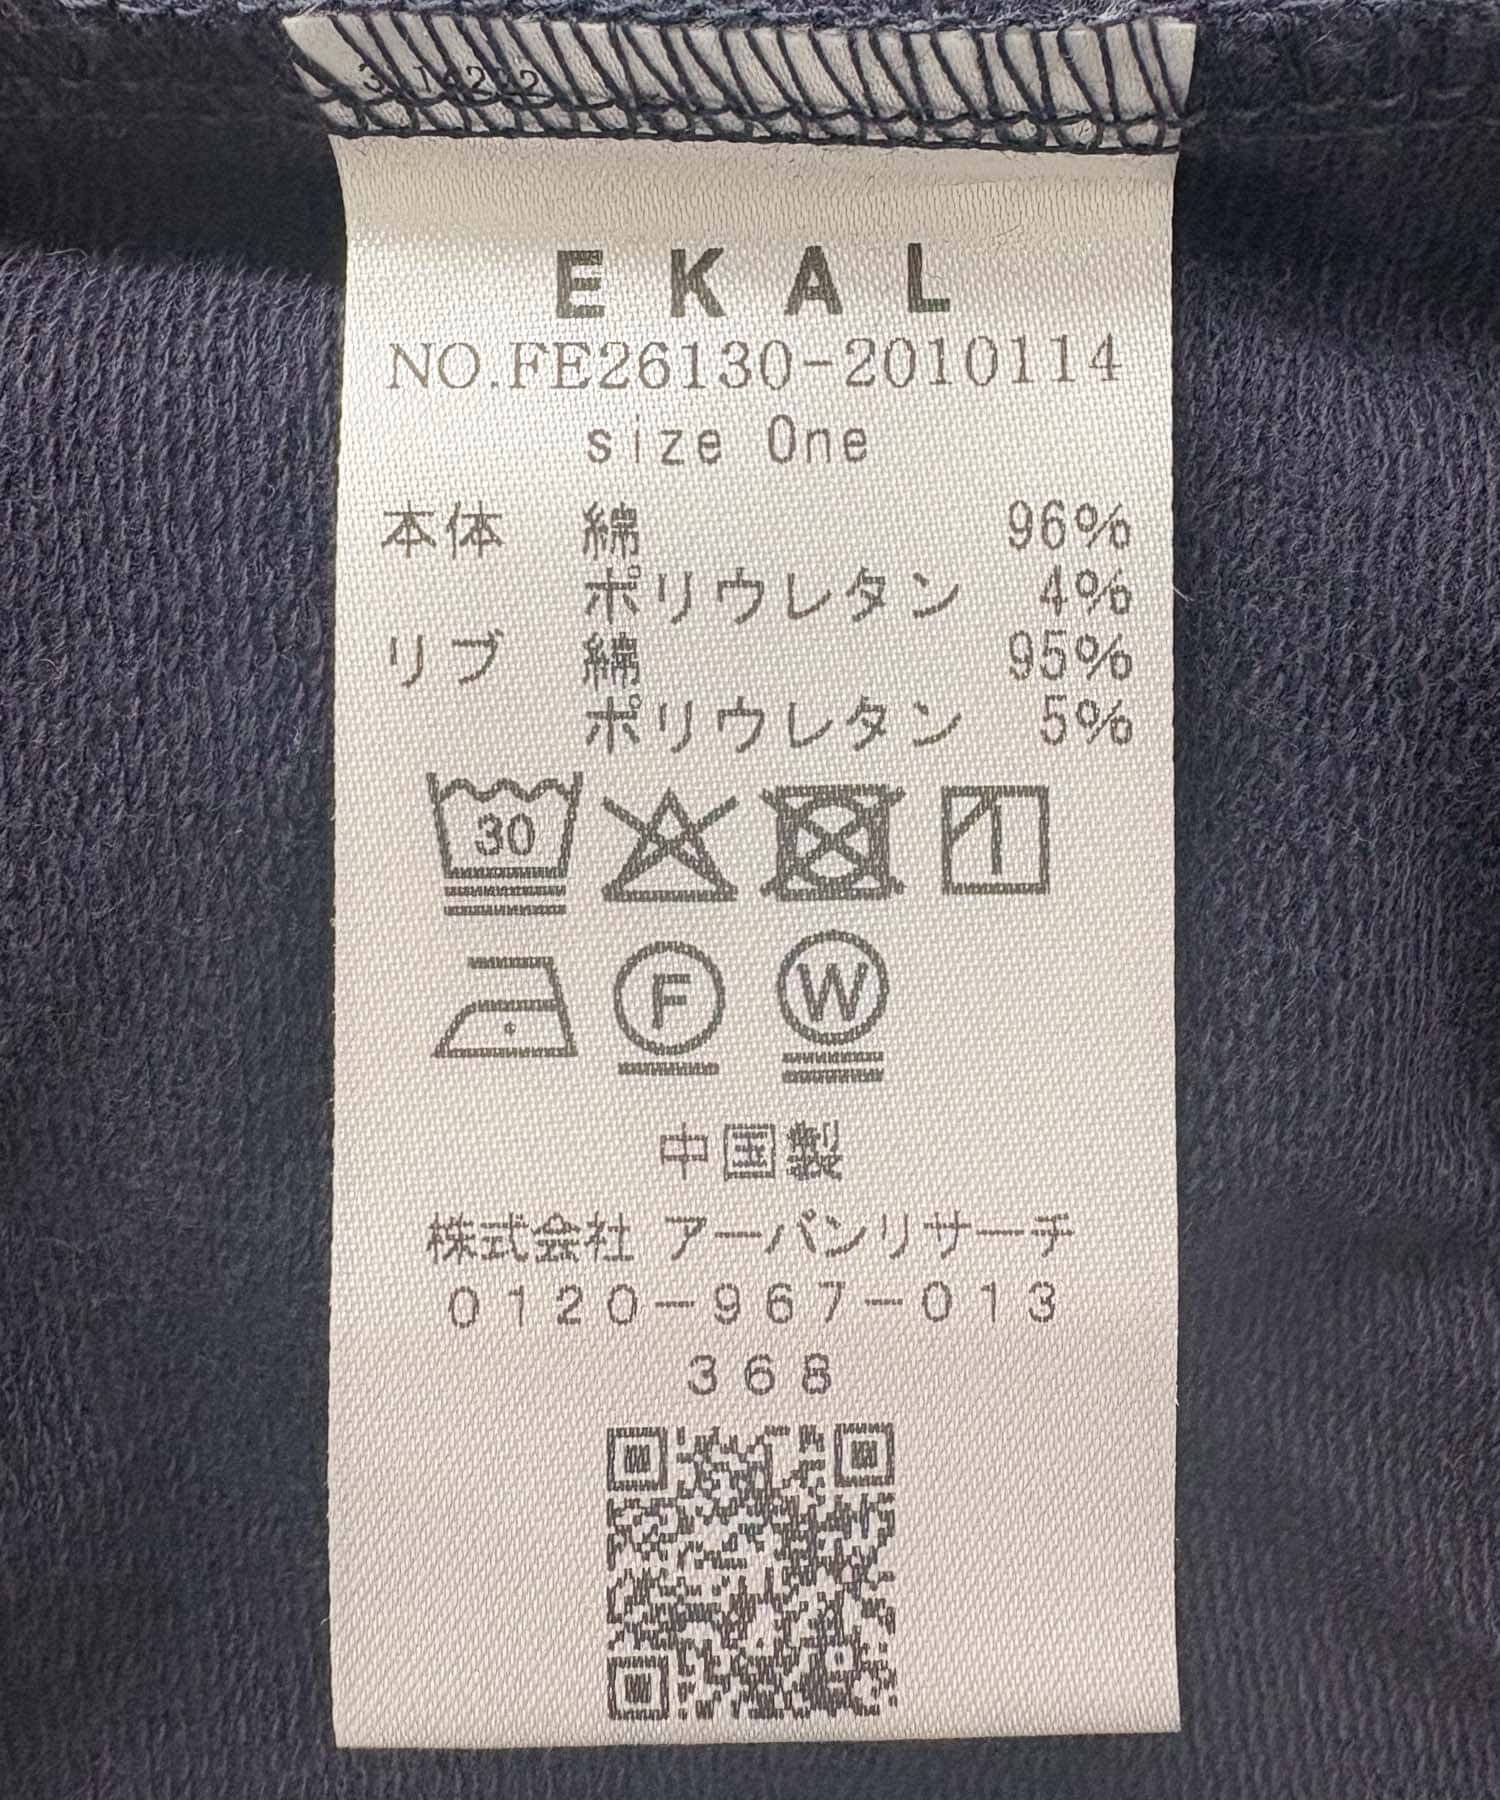 EKAL
NO.FE26130-2010114
size One
本体 綿 96%
ポリウレタン 4%
リブ 綿 95%
ポリウレタン 5%
30
F W
中国製
株式会社 アーバンリサーチ
0120-967-013
368